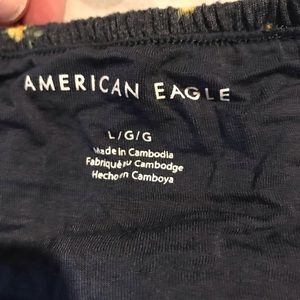 AMERICAN EAGLE
L/G/G
Made in Cambodia
Fabriqué au Cambodge
Hecho en Camboya